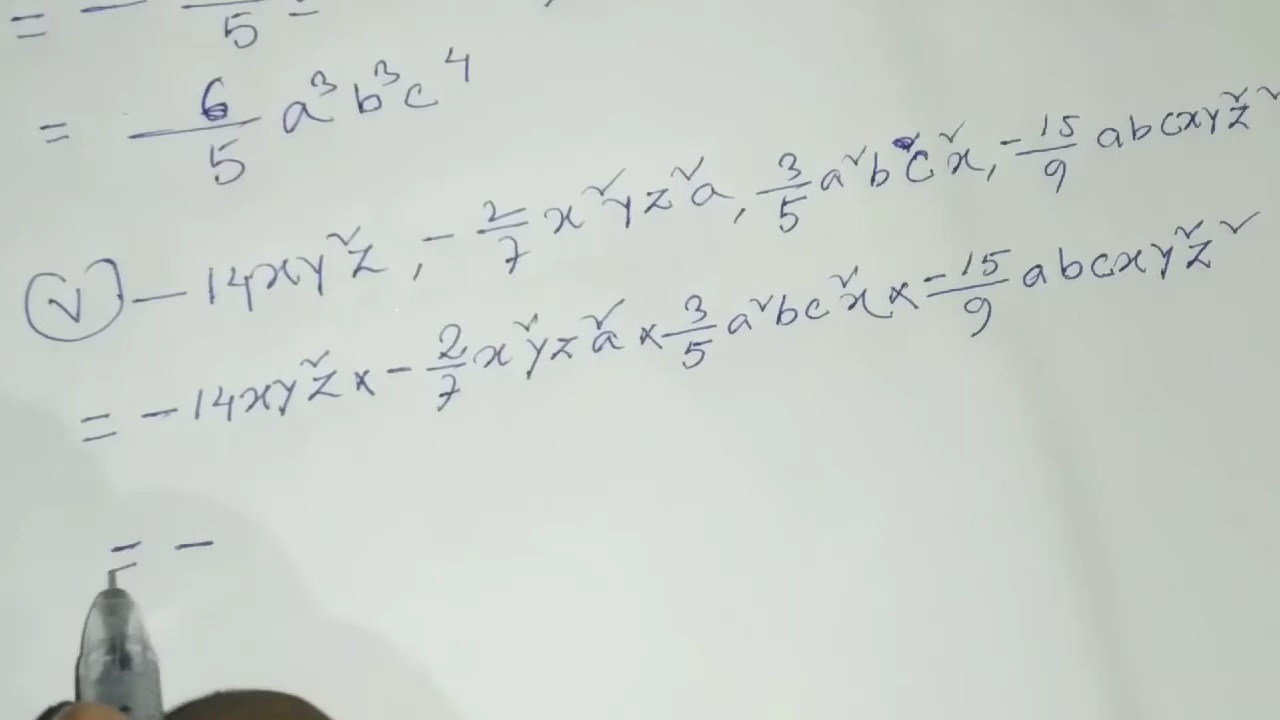 = - 5 =
= 6/5 a³b³c⁴
(v) -14xy²z, -2/7 x²yz²a, 3/5 a²bc²x, -15/9 abcxy²z²
= -14xy²z × -2/7 x²yz²a × 3/5 a²bc²x × -15/9 abcxy²z²
= -